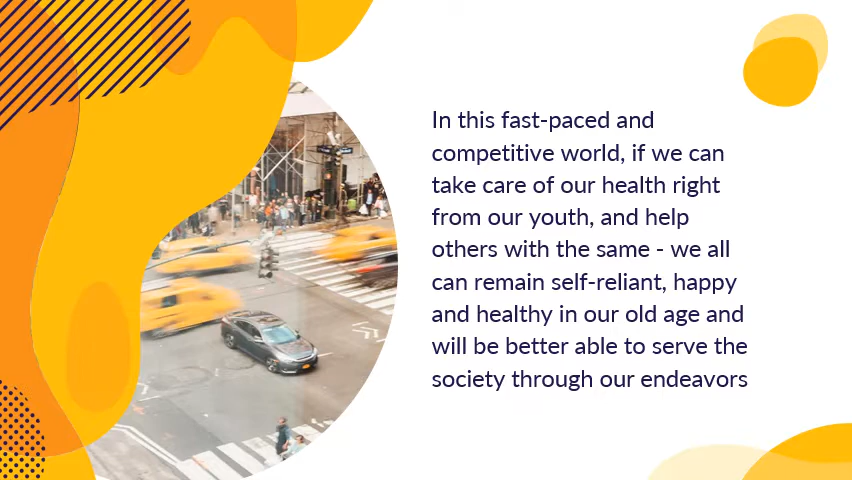 In this fast-paced and
competitive world, if we can
take care of our health right
from our youth, and help
others with the same - we all
can remain self-reliant, happy
and healthy in our old age and
will be better able to serve the
society through our endeavors